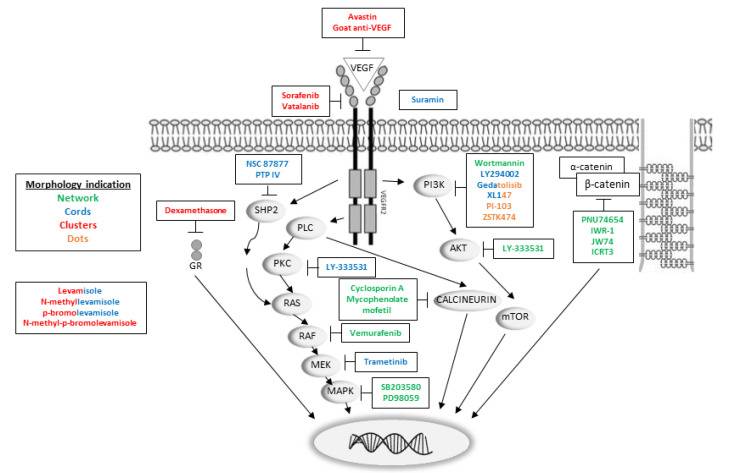 Avastin
Goat anti-VEGF
VEGF
Sorafenib
Vatalanib
Suramin
NSC 87877
PTP IV
Wortmannin
LY294002
Gedatolisib
XL147
PI-103
ZSTK474
α-catenin
β-catenin
Morphology indication
Network
Cords
Clusters
Dots
Dexamethasone
SHP2
VEGFR2
PI3K
PLC
PNU74654
IWR-1
JW74
ICRT3
GR
AKT
LY-333531
PKC
LY-333531
Levamisole
N-methyllevamisole
p-bromolevamisole
N-methyl-p-bromolevamisole
RAS
Cyclosporin A
Mycophenolate
mofetil
CALCINEURIN
mTOR
RAF
Vemurafenib
MEK
Trametinib
MAPK
SB203580
PD98059